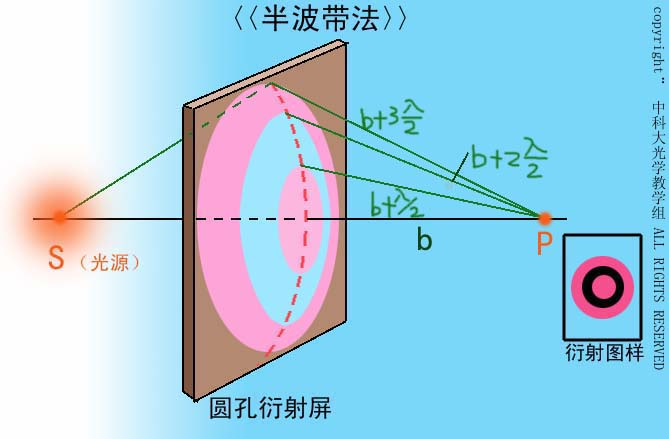 《半波带法》
b+3λ/2
b+2λ/2
b+λ/2
b
S（光源）
P
圆孔衍射屏
衍射图样
copyright" 中科大光学教学组 ALL RIGHTS RESERVED